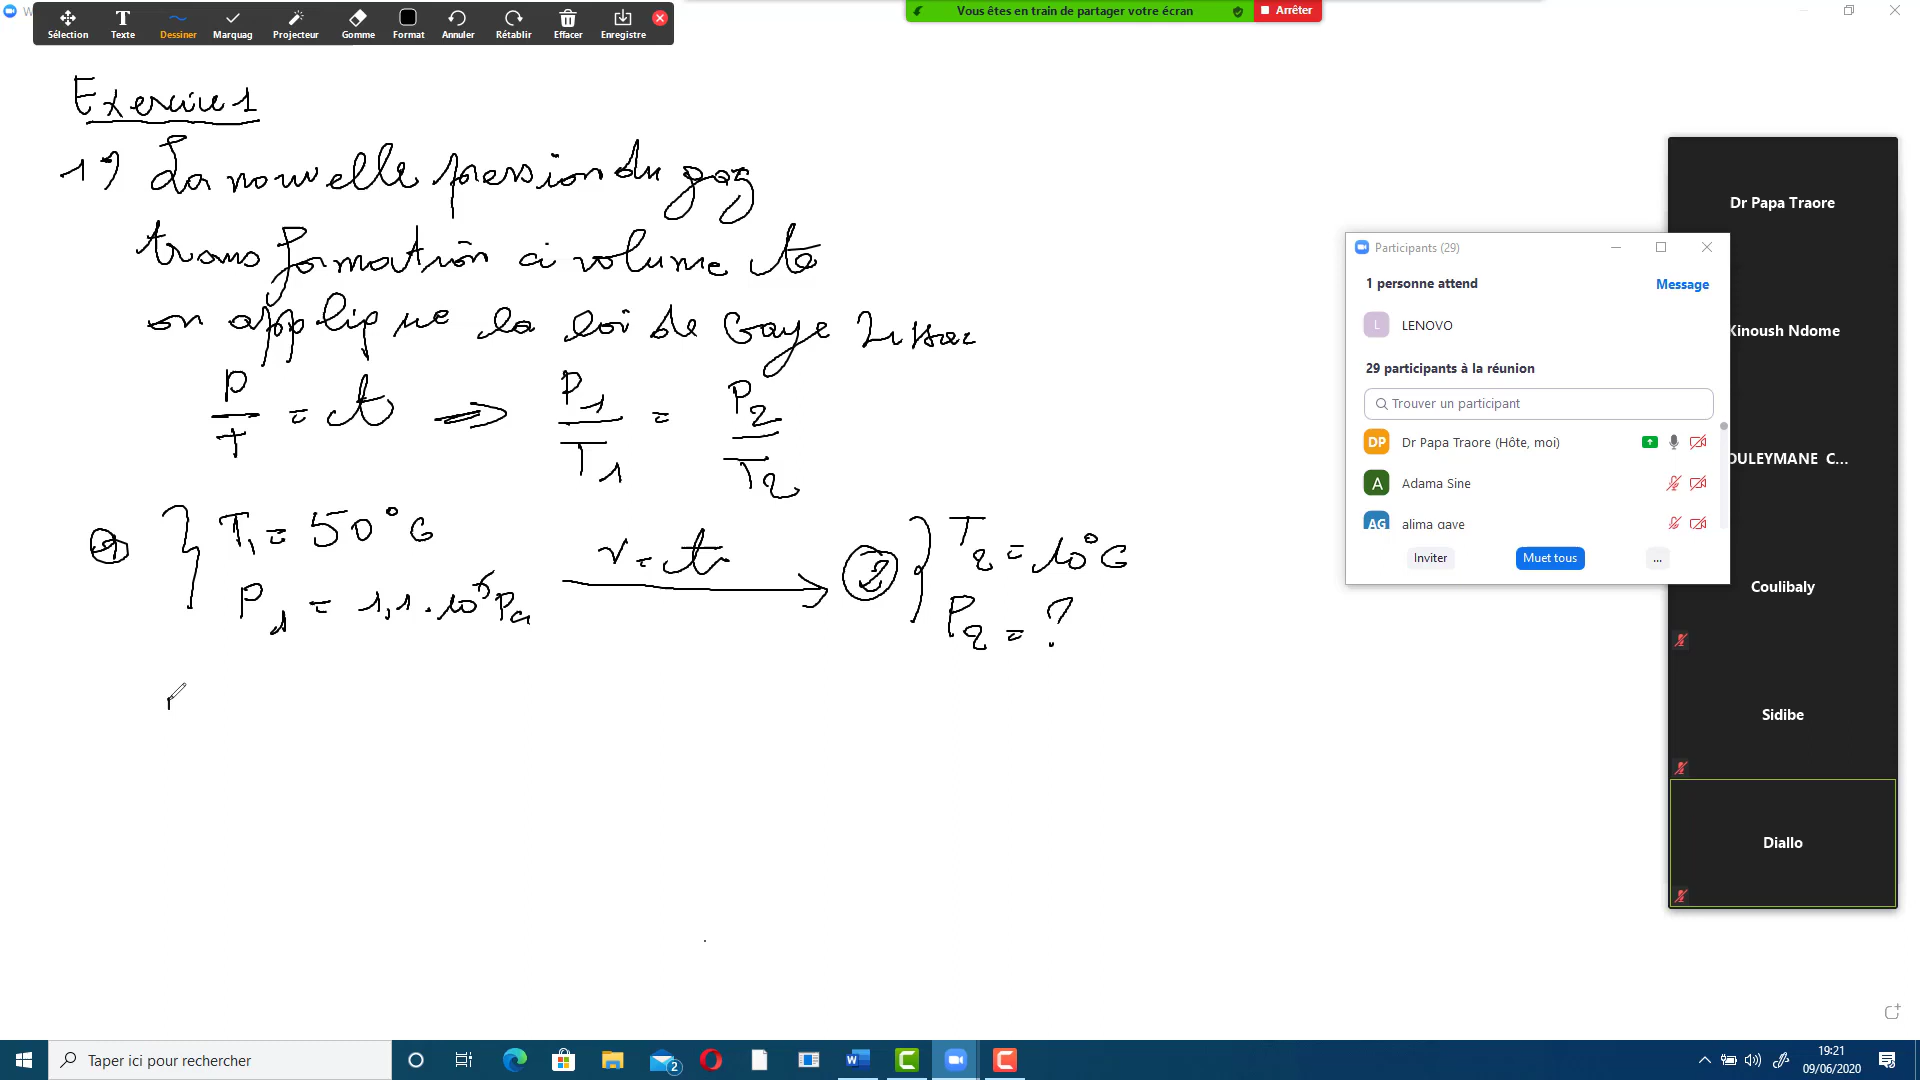 Vous êtes en train de partager votre écran
Arrêter
Sélection Texte Dessiner Marquag Projecteur Gomme Format Annuler Rétablir Effacer Enregistre
Exercice 1
1°) La nouvelle pression du gaz
transformation à volume cte
on applique la loi de Gaye Lussac
P/T = cte => P1/T1 = P2/T2
① } T1 = 50°C
P1 = 1,1.10^5 Pa
V = cte
② } T2 = 10°C
P2 = ?
Participants (29)
1 personne attend
Message
L LENOVO
29 participants à la réunion
Trouver un participant
DP Dr Papa Traore (Hôte, moi)
A Adama Sine
AG alima gaye
Inviter
Muet tous
...
Dr Papa Traore
Kinoush Ndome
OULEYMANE C...
Coulibaly
Sidibe
Diallo
Taper ici pour rechercher
2
19:21
09/06/2020